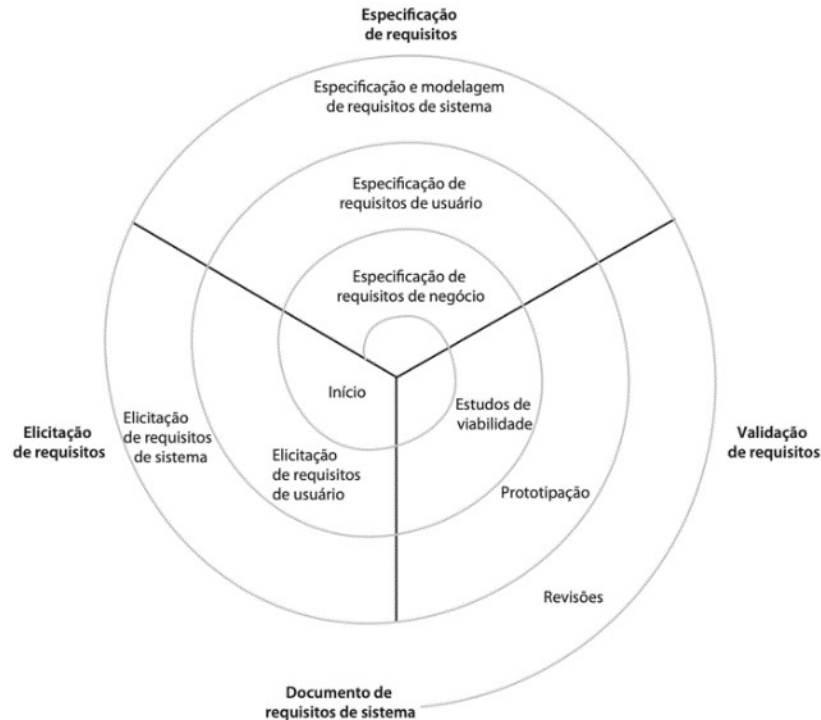 Especificação
de requisitos
Especificação e modelagem
de requisitos de sistema
Especificação de
requisitos de usuário
Especificação de
requisitos de negócio
Início
Estudos de
viabilidade
Elicitação
de requisitos
Elicitação
de requisitos
de sistema
Elicitação
de requisitos
de usuário
Validação
de requisitos
Prototipação
Revisões
Documento de
requisitos de sistema